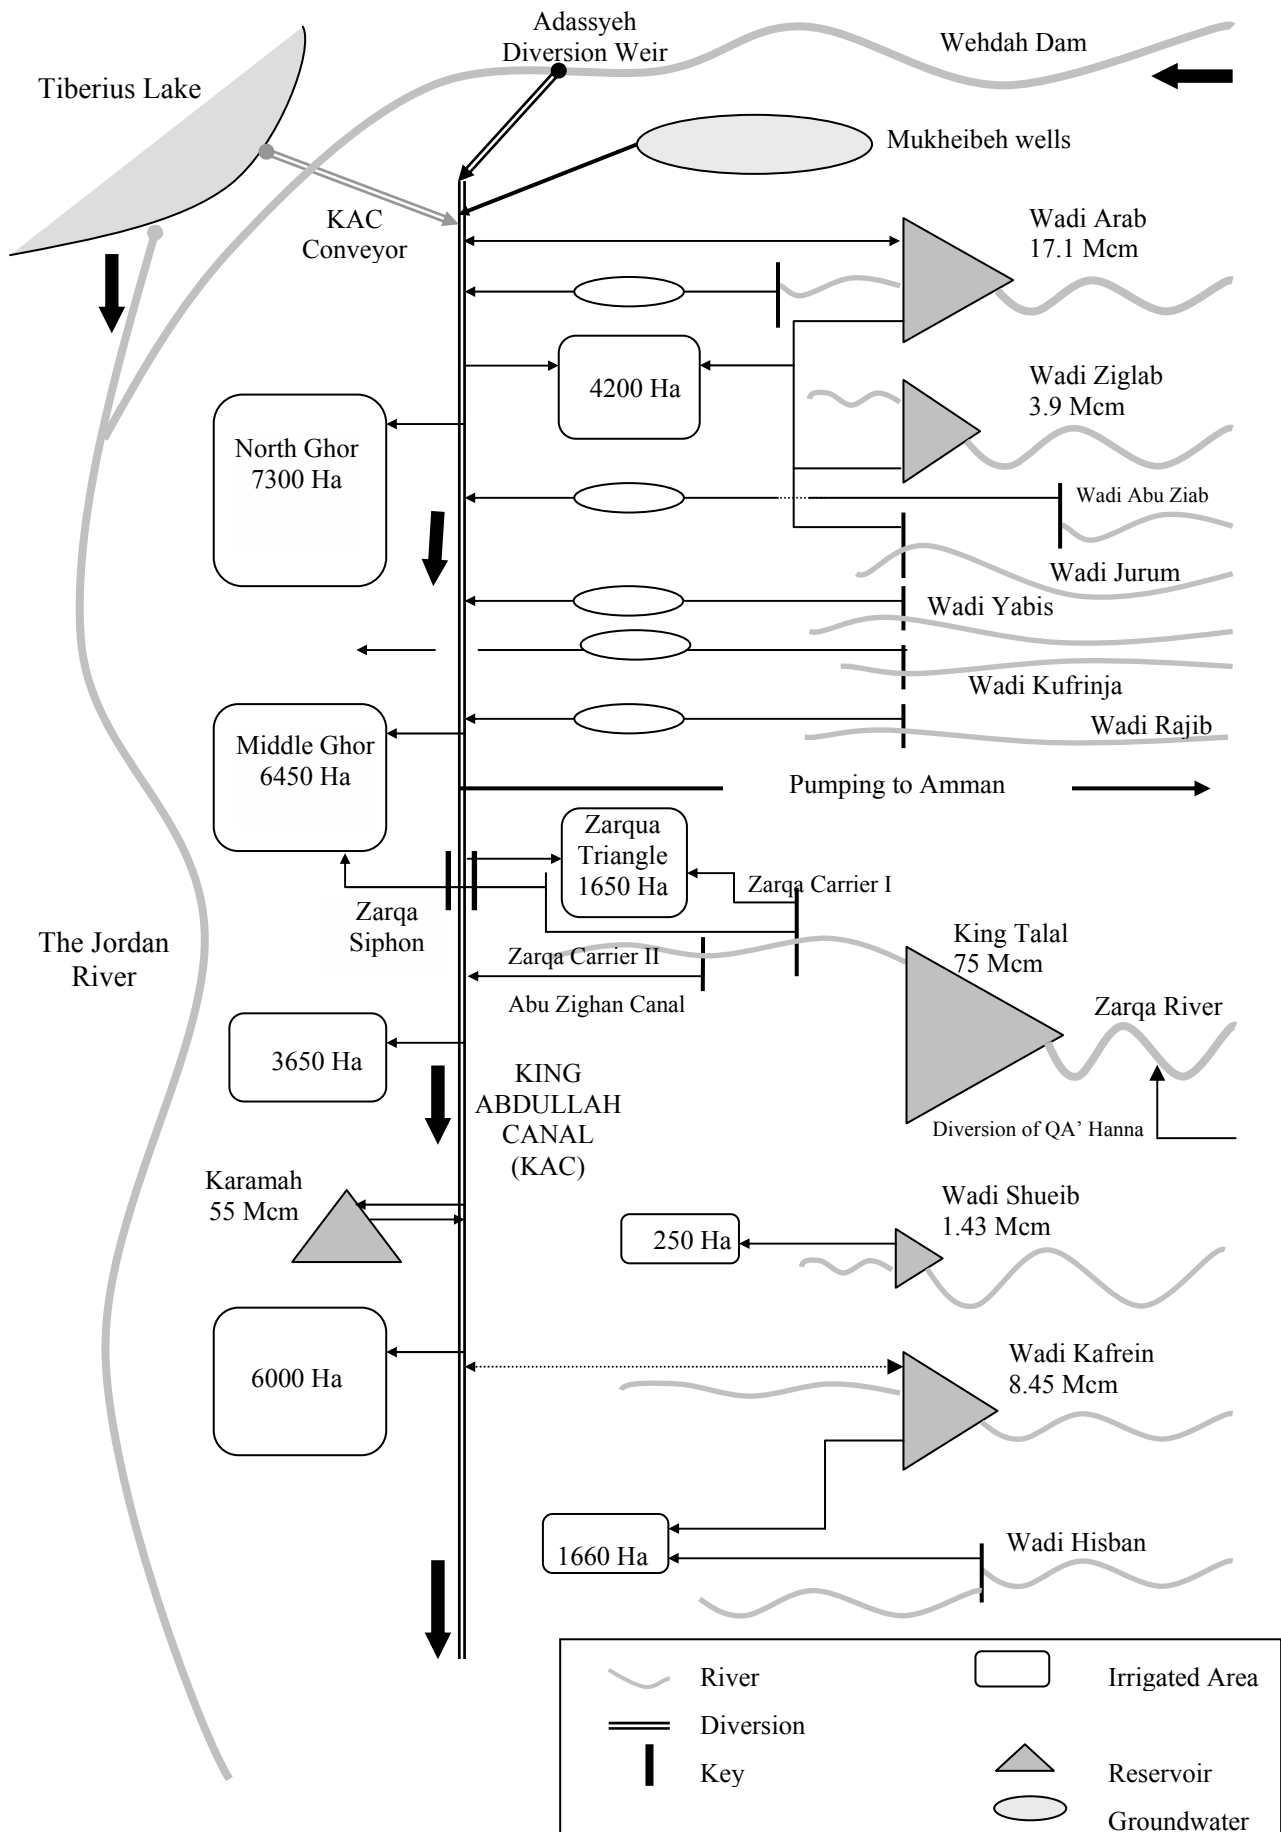 Adassyeh
Diversion Weir
Wehdah Dam
Tiberius Lake
Mukheibeh wells
KAC
Conveyor
Wadi Arab
17.1 Mcm
4200 Ha
Wadi Ziglab
3.9 Mcm
North Ghor
7300 Ha
Wadi Abu Ziab
Wadi Jurum
Wadi Yabis
Wadi Kufrinja
Wadi Rajib
Middle Ghor
6450 Ha
Pumping to Amman
Zarqua
Triangle
1650 Ha
Zarqa Carrier I
Zarqa
Siphon
The Jordan
River
King Talal
75 Mcm
Zarqa Carrier II
Abu Zighan Canal
Zarqa River
3650 Ha
KING
ABDULLAH
CANAL
(KAC)
Diversion of QA' Hanna
Karamah
55 Mcm
Wadi Shueib
1.43 Mcm
250 Ha
6000 Ha
Wadi Kafrein
8.45 Mcm
1660 Ha
Wadi Hisban
River
Irrigated Area
Diversion
Key
Reservoir
Groundwater